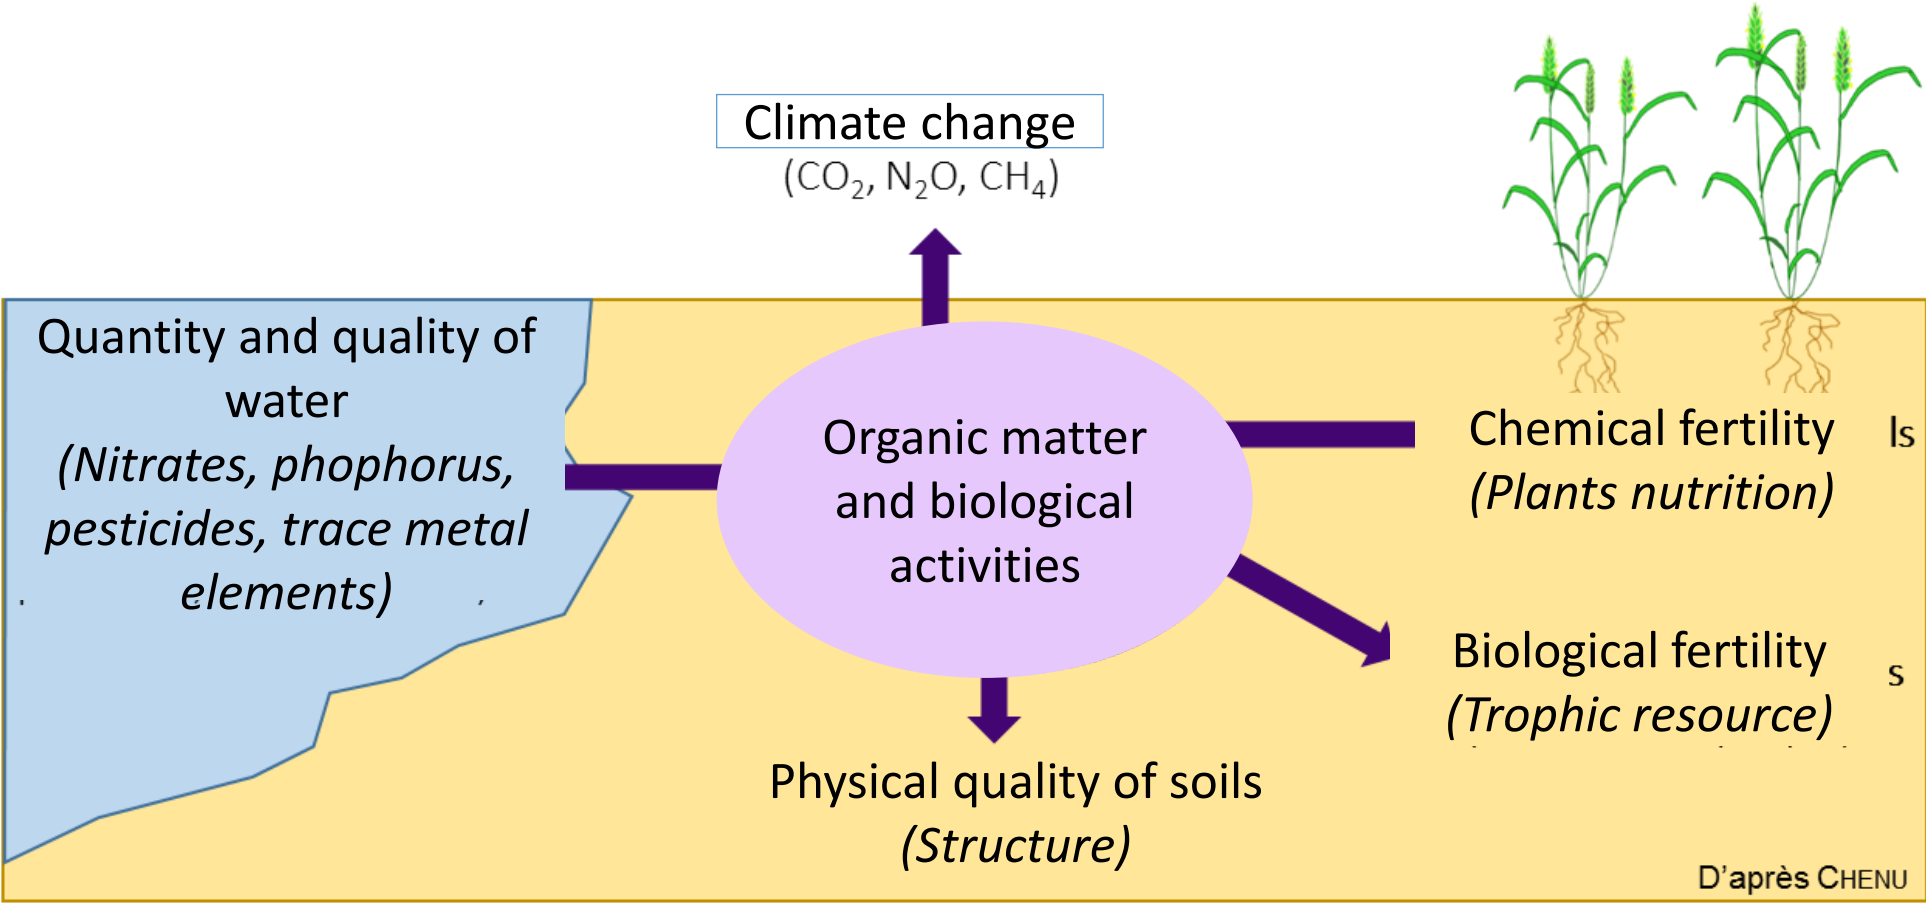 Climate change
(CO₂, N₂O, CH₄)
Quantity and quality of
water
(Nitrates, phophorus,
pesticides, trace metal
elements)
Organic matter
and biological
activities
Chemical fertility
(Plants nutrition)
ls
Biological fertility
(Trophic resource)
s
Physical quality of soils
(Structure)
D'après CHENU